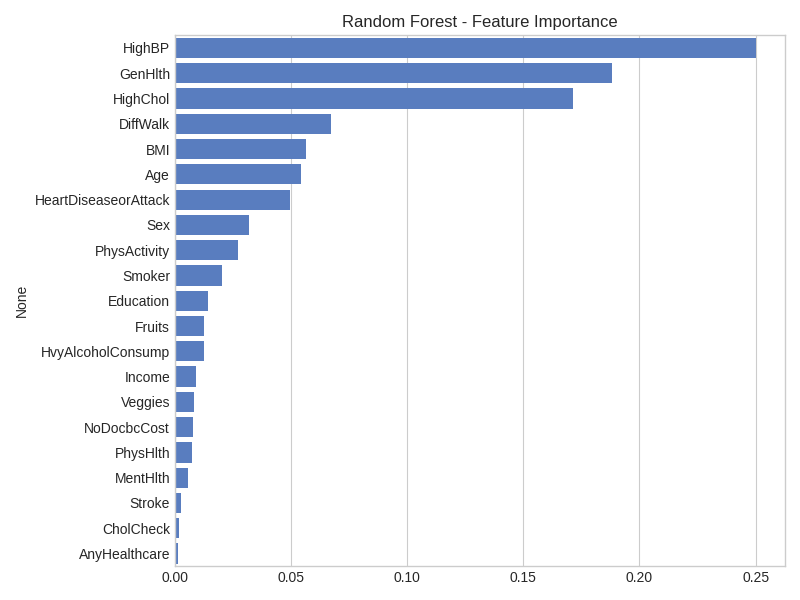 Random Forest - Feature Importance
None
HighBP
GenHlth
HighChol
DiffWalk
BMI
Age
HeartDiseaseorAttack
Sex
PhysActivity
Smoker
Education
Fruits
HvyAlcoholConsump
Income
Veggies
NoDocbcCost
PhysHlth
MentHlth
Stroke
CholCheck
AnyHealthcare
0.00 0.05 0.10 0.15 0.20 0.25